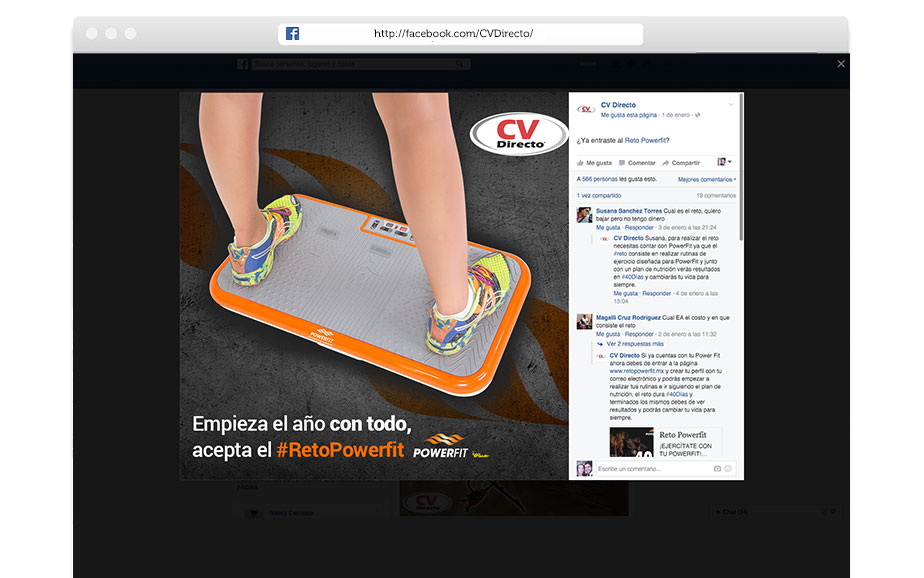 http://facebook.com/CVDirecto/
Busca personas, lugares y cosas
Inicio
CV
Directo
POWERFIT
Empieza el año con todo,
acepta el #RetoPowerfit POWERFIT
CV Directo
Me gusta esta página · 1 de enero ·
¿Ya entraste al Reto Powerfit?
Me gusta Comentar Compartir
A 566 personas les gusta esto. Mejores comentarios
1 vez compartido 19 comentarios
Susana Sanchez Torres Cual es el reto, quiero
bajar pero no tengo dinero
Me gusta · Responder · 3 de enero a las 21:24
CV Directo Susana, para realizar el reto
necesitas contar con PowerFit ya que él
#reto consiste en realizar rutinas de
ejercicio diseñada para PowerFit y junto
con un plan de nutrición verás resultados
en #40Días y cambiarás tu vida para
siempre.
Me gusta · Responder · 4 de enero a las
15:04
Magalli Cruz Rodríguez Cual EA el costo y en que
consiste el reto
Me gusta · Responder · 2 de enero a las 11:32
Ver 2 respuestas más
CV Directo Si ya cuentas con tu Power Fit
ahora debes de entrar a la página
www.retopowerfit.mx y crear tu perfil con tu
correo electrónico y podrás empezar a
realizar tus rutinas e ir siguiendo el plan de
nutrición, el reto dura #40Días y
terminados los mismos debes de ver
resultados y podrás cambiar tu vida para
siempre.
Reto Powerfit
¡EJERCÍTATE CON
TU POWERFIT!...
40
Escribe un comentario...
CV
DIRECTO
Chat (34)